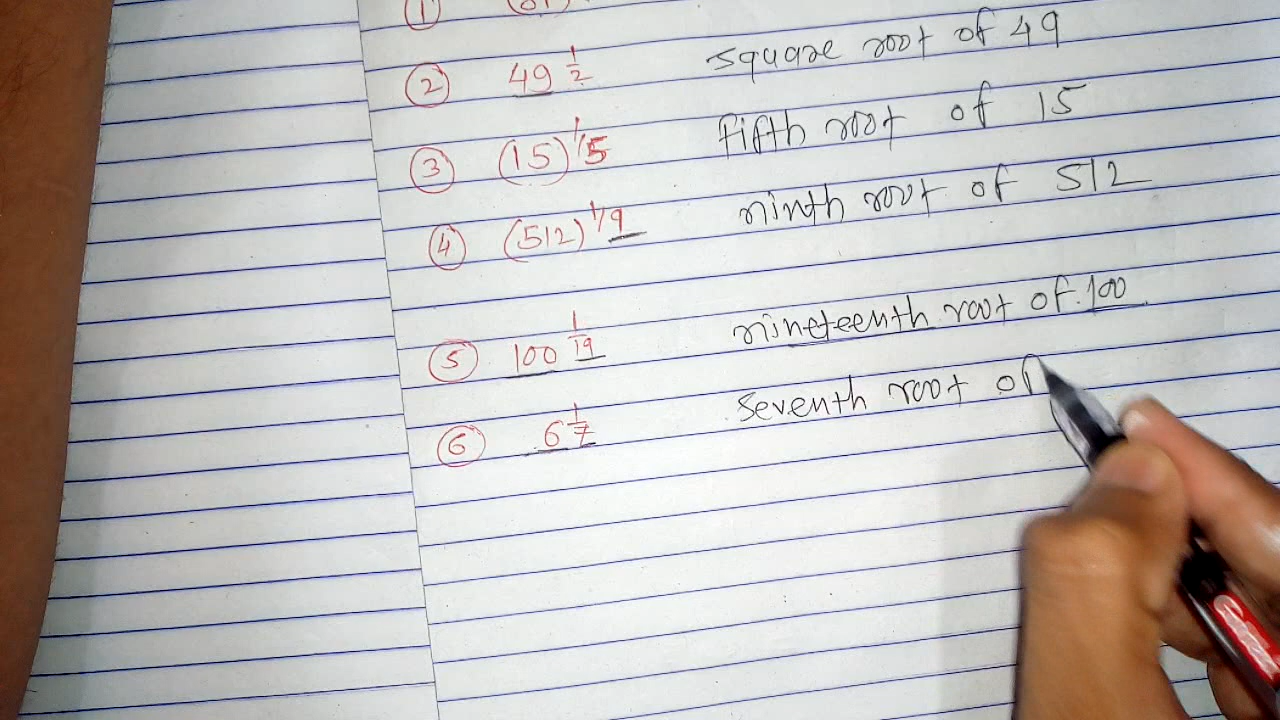 ①
② 49 1/2 square root of 49
③ (15) 1/5 fifth root of 15
④ (512) 1/9 ninth root of 512
⑤ 100 1/19 nineteenth root of 100
⑥ 6 1/7 seventh root of